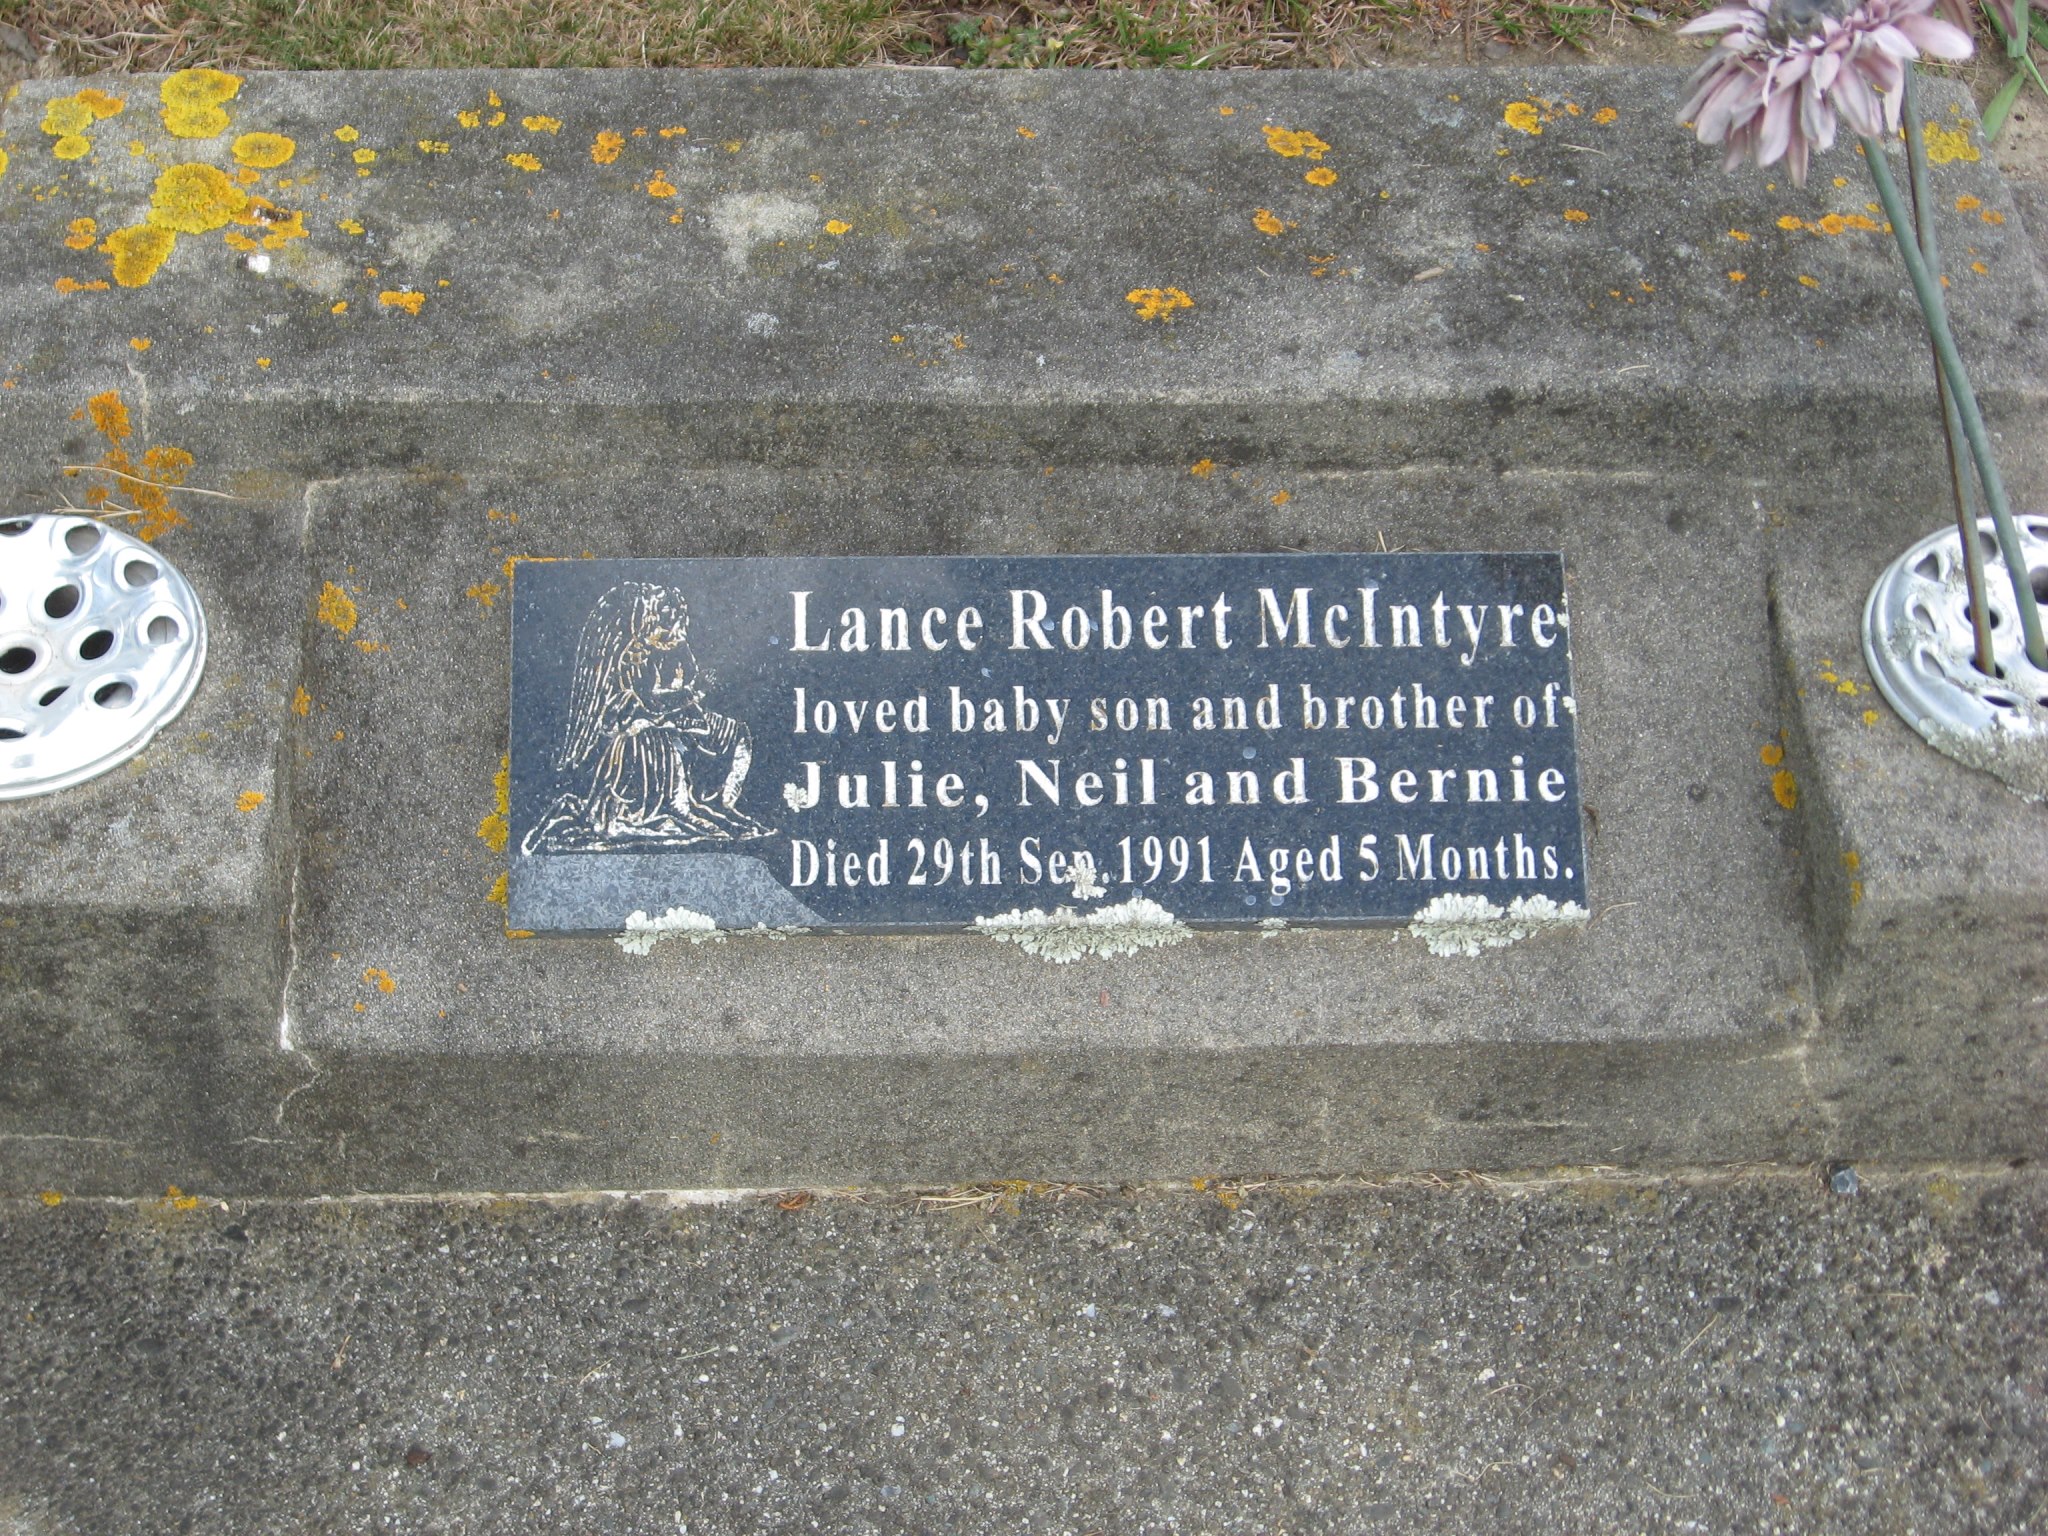 Lance Robert McIntyre
loved baby son and brother of
Julie, Neil and Bernie
Died 29th Sep. 1991 Aged 5 Months.